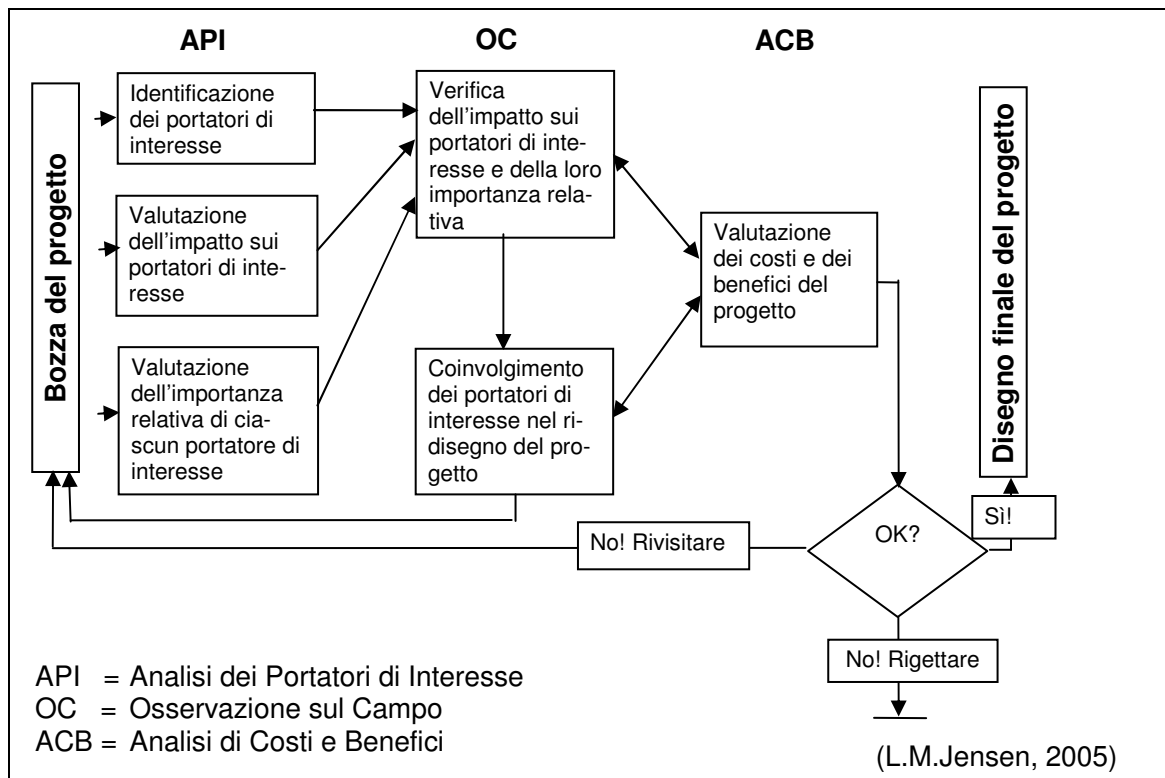 API
OC
ACB
Bozza del progetto
Identificazione
dei portatori di
interesse
Valutazione
dell'impatto sui
portatori di inte-
resse
Valutazione
dell'importanza
relativa di cia-
scun portatore di
interesse
Verifica
dell'impatto sui
portatori di inte-
resse e della loro
importanza rela-
tiva
Coinvolgimento
dei portatori di
interesse nel ri-
disegno del pro-
getto
Valutazione
dei costi e dei
benefici del
progetto
Disegno finale del progetto
OK?
Sì!
No! Rivisitare
No! Rigettare
API = Analisi dei Portatori di Interesse
OC = Osservazione sul Campo
ACB = Analisi di Costi e Benefici
(L.M.Jensen, 2005)